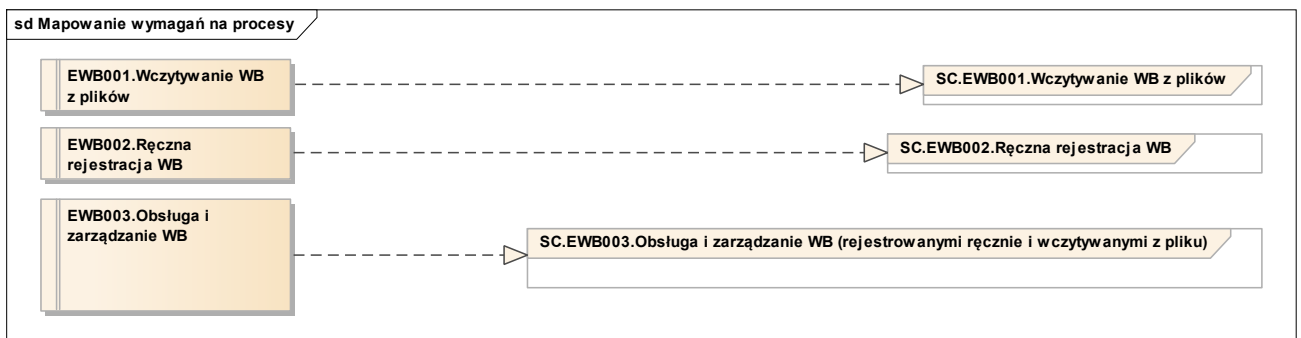 sd Mapowanie wymagań na procesy
EWB001.Wczytywanie WB
z plików
SC.EWB001.Wczytywanie WB z plików
EWB002.Ręczna
rejestracja WB
SC.EWB002.Ręczna rejestracja WB
EWB003.Obsługa i
zarządzanie WB
SC.EWB003.Obsługa i zarządzanie WB (rejestrowanymi ręcznie i wczytywanymi z pliku)